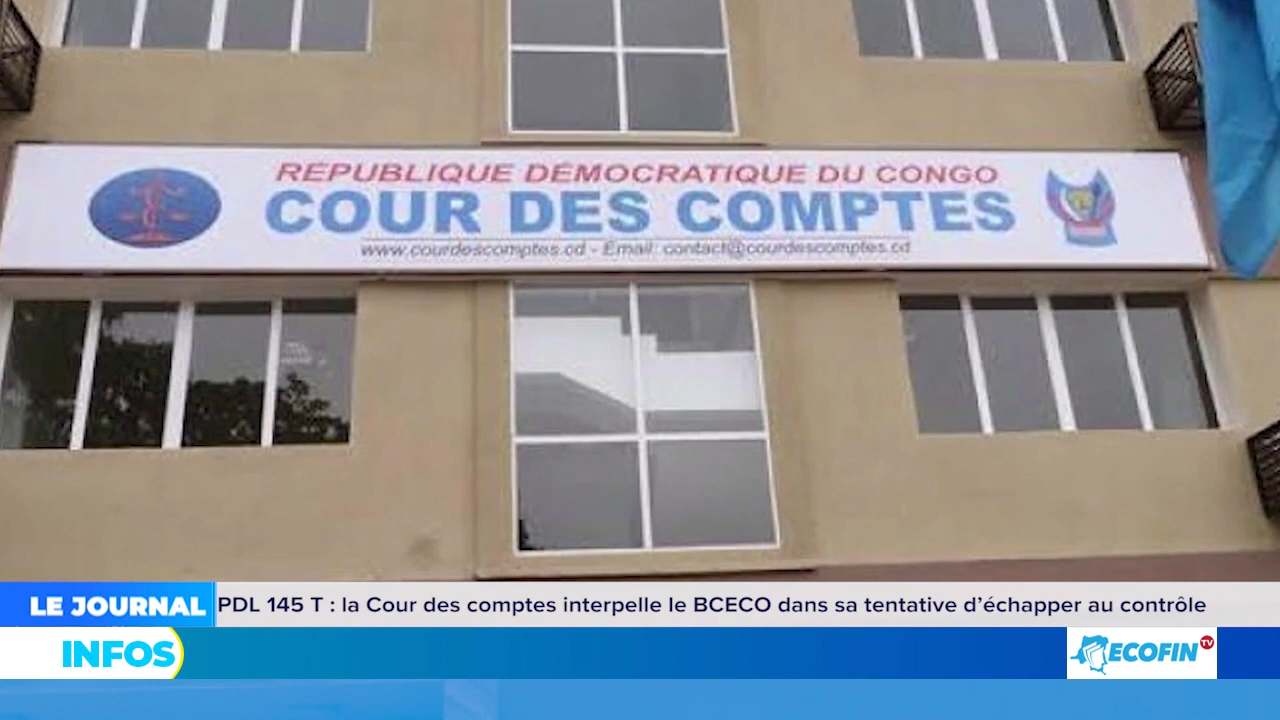 RÉPUBLIQUE DÉMOCRATIQUE DU CONGO
COUR DES COMPTES
www.courdescomptes.cd - Email: contact@courdescomptes.cd
LE JOURNAL
PDL 145 T : la Cour des comptes interpelle le BCECO dans sa tentative d'échapper au contrôle
INFOS
ECOFIN TV